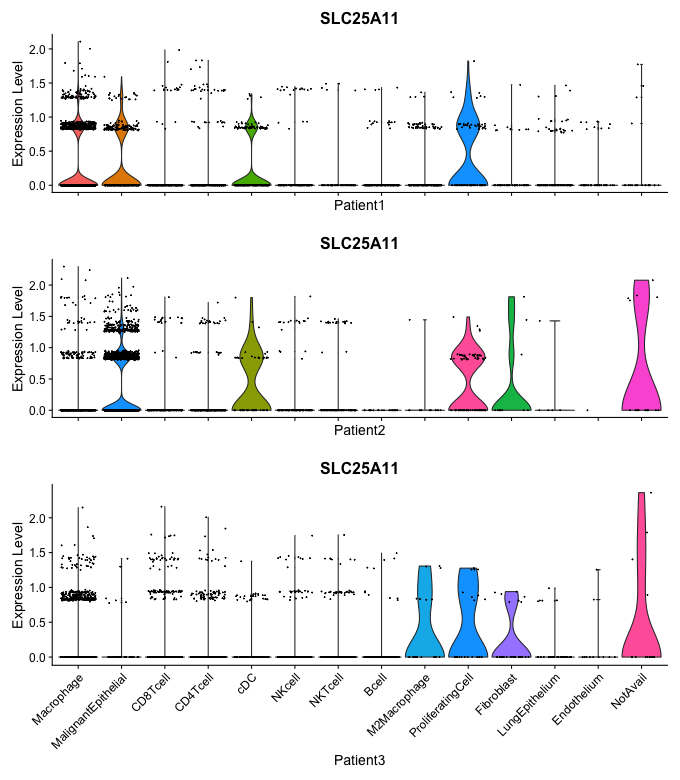 SLC25A11
Expression Level
2.0
1.5
1.0
0.5
0.0
Patient1
SLC25A11
Expression Level
2.0
1.5
1.0
0.5
0.0
Patient2
SLC25A11
Expression Level
2.0
1.5
1.0
0.5
0.0
Macrophage
MalignantEpithelial
CD8Tcell
CD4Tcell
cDC
NKcell
NKTcell
Bcell
M2Macrophage
ProliferatingCell
Fibroblast
LungEpithelium
Endothelium
NotAvail
Patient3